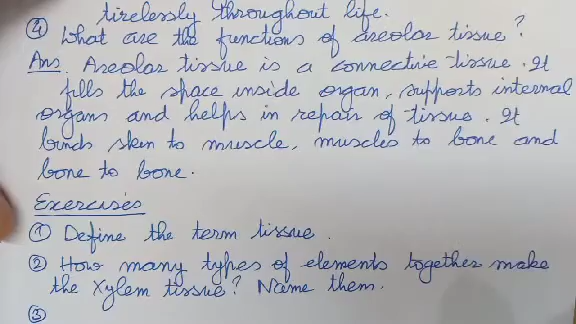 tirelessly throughout life.
④ What are the functions of areolar tissue?
Ans. Areolar tissue is a connective tissue. It
fills the space inside organ, supports internal
organs and helps in repair of tissue. It
binds skin to muscle, muscles to bone and
bone to bone.
Exercises
① Define the term tissue.
② How many types of elements together make
the Xylem tissue? Name them.
③